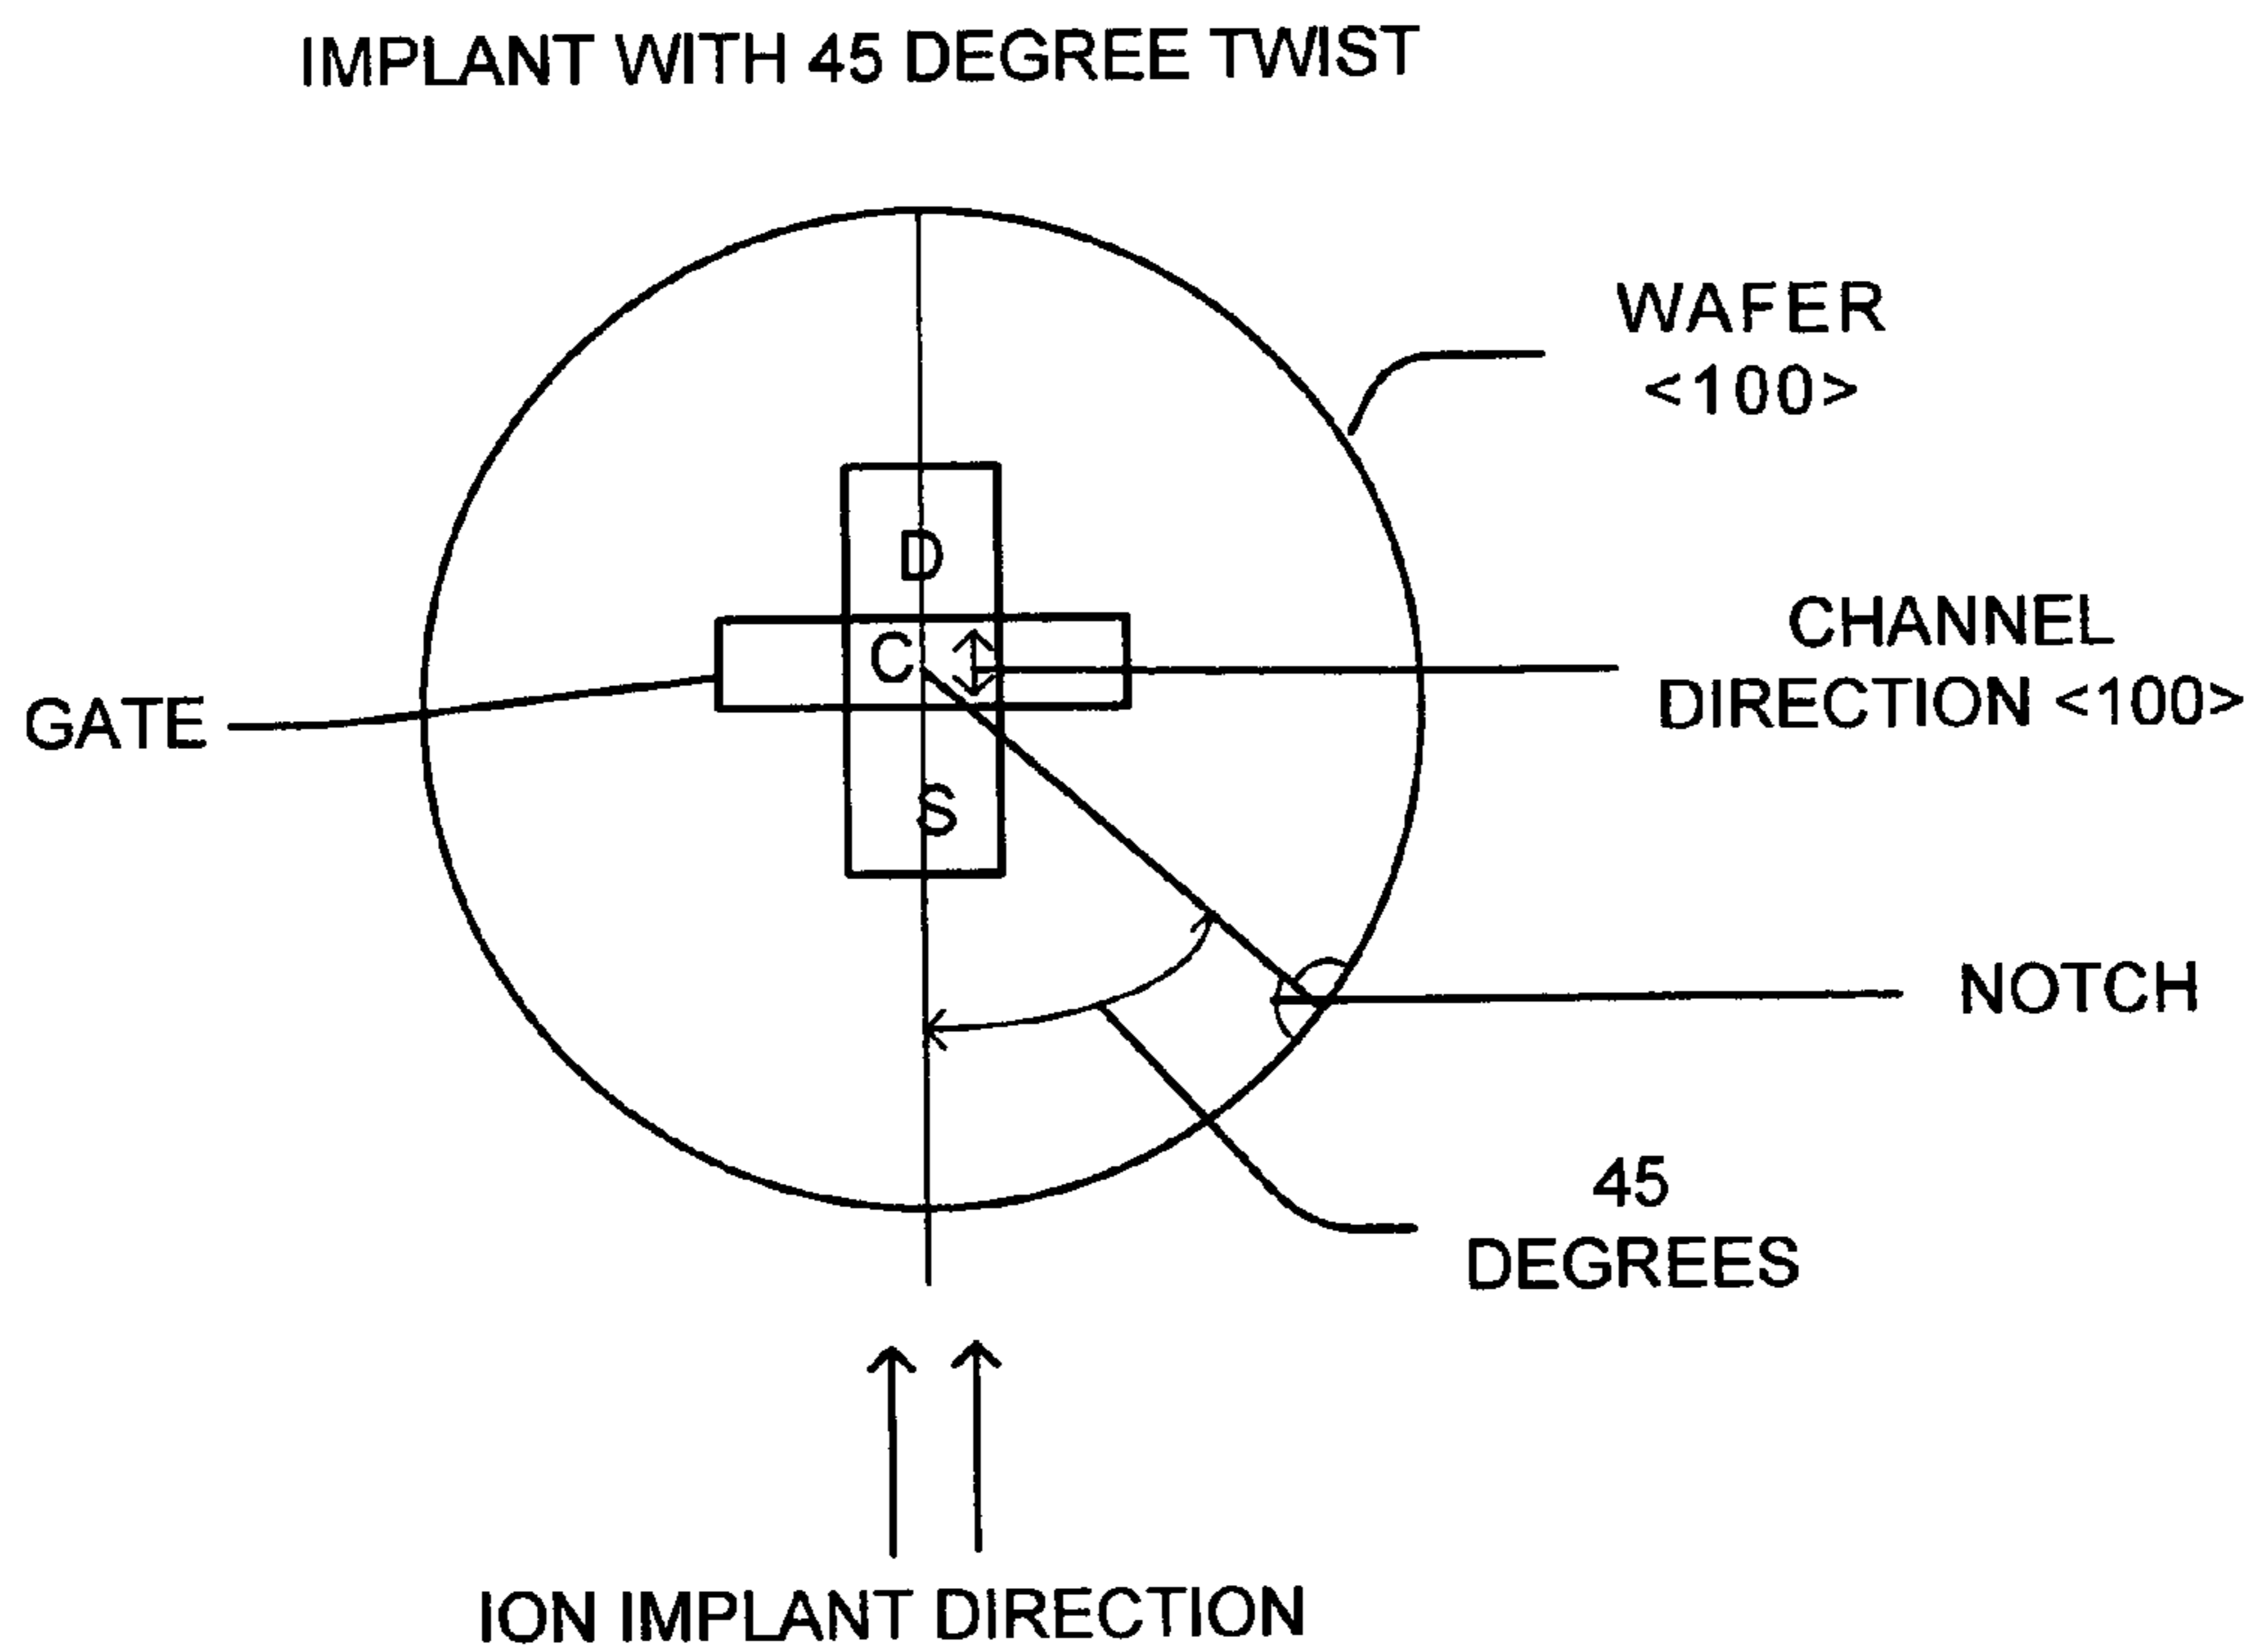 IMPLANT WITH 45 DEGREE TWIST
WAFER
<100>
D
C
CHANNEL
DIRECTION <100>
GATE
S
NOTCH
45
DEGREES
ION IMPLANT DIRECTION